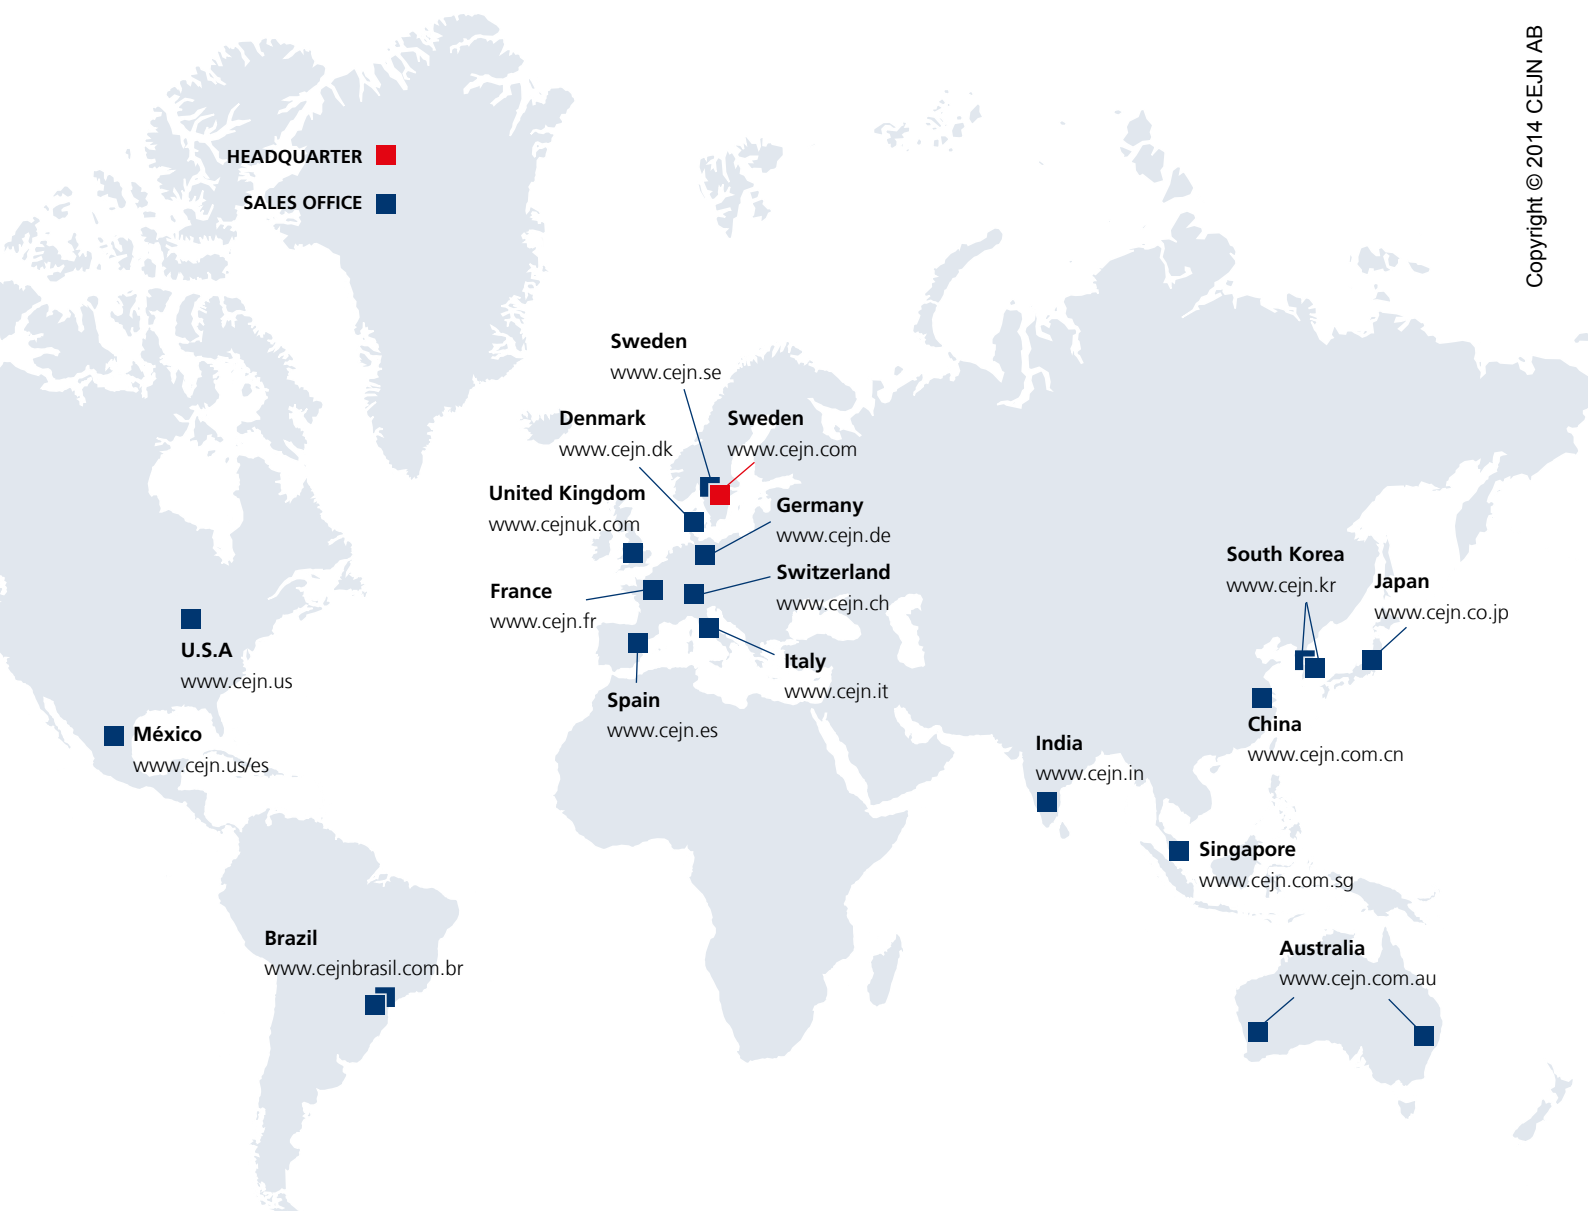 Copyright © 2014 CEJN AB
HEADQUARTER
SALES OFFICE
Sweden
www.cejn.se
Denmark
www.cejn.dk
Sweden
www.cejn.com
United Kingdom
www.cejnuk.com
Germany
www.cejn.de
France
www.cejn.fr
Switzerland
www.cejn.ch
Italy
www.cejn.it
Spain
www.cejn.es
South Korea
www.cejn.kr
Japan
www.cejn.co.jp
China
www.cejn.com.cn
India
www.cejn.in
Singapore
www.cejn.com.sg
U.S.A
www.cejn.us
México
www.cejn.us/es
Brazil
www.cejnbrasil.com.br
Australia
www.cejn.com.au